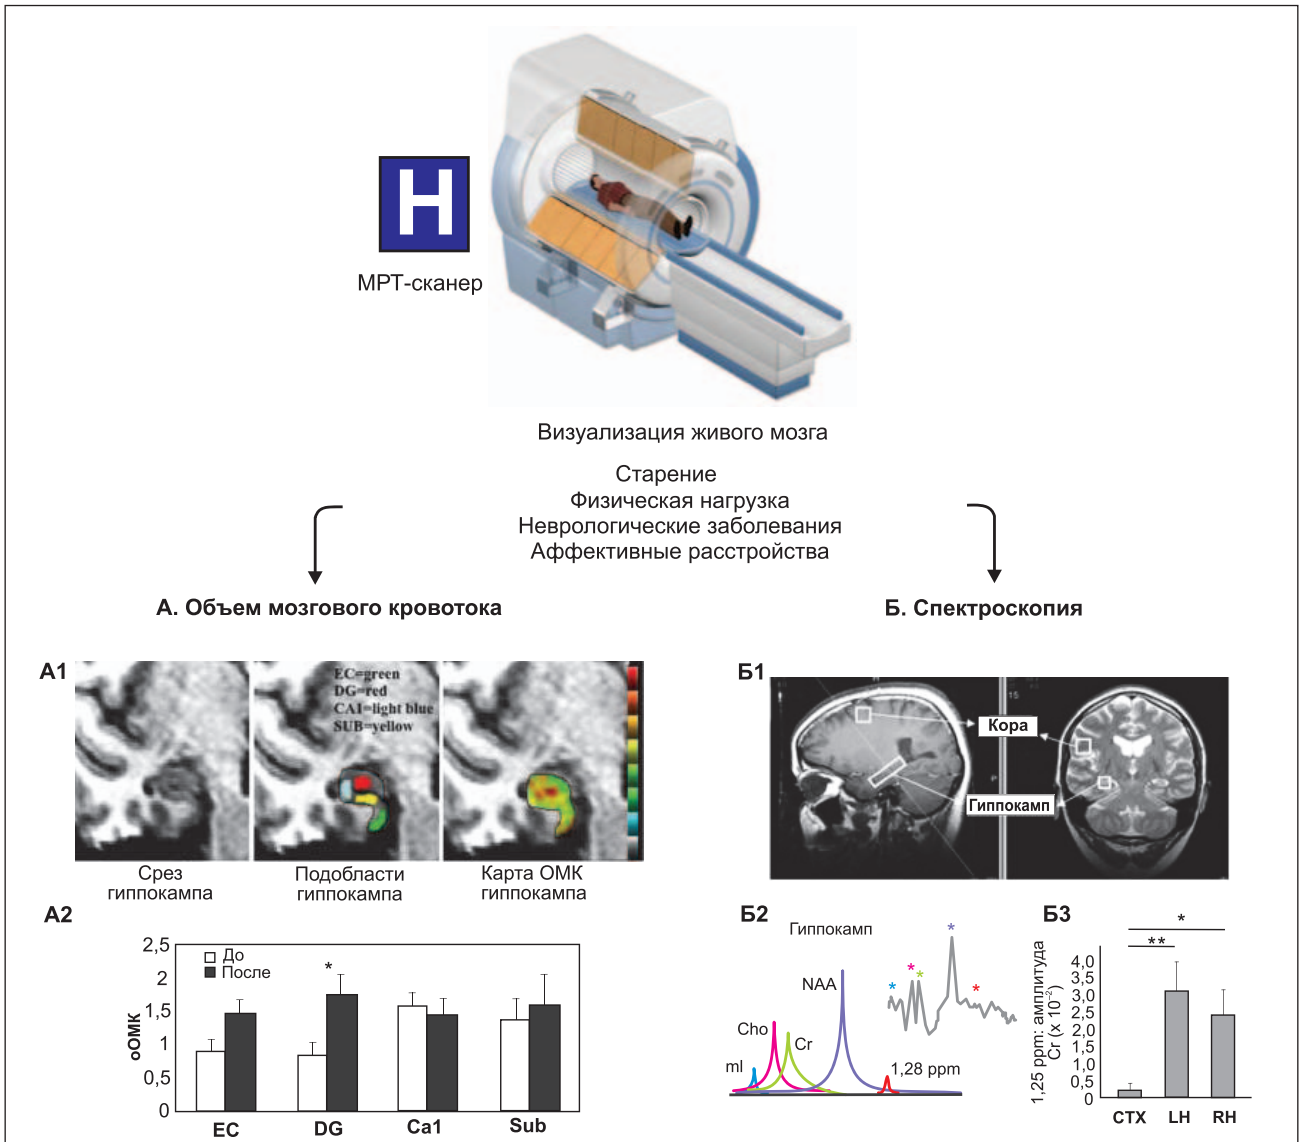 H
МРТ-сканер
Визуализация живого мозга
Старение
Физическая нагрузка
Неврологические заболевания
Аффективные расстройства
А. Объем мозгового кровотока
Б. Спектроскопия
А1
EC=green
DG=red
CA1=light blue
SUB=yellow
Срез
гиппокампа
Подобласти
гиппокампа
Карта ОМК
гиппокампа
Б1
15
Кора
P
Гиппокамп
А2
2,5
2
1,5
1
0,5
0
оОМК
До
После
*
EC
DG
Ca1
Sub
Б2
Гиппокамп
*
* *
*
*
NAA
Cho
Cr
mI
1,28 ppm
Б3
*
**
4,0
3,5
3,0
2,5
2,0
1,5
1,0
0,5
0
1,25 ppm: амплитуда
Cr (x 10⁻²)
CTX
LH
RH